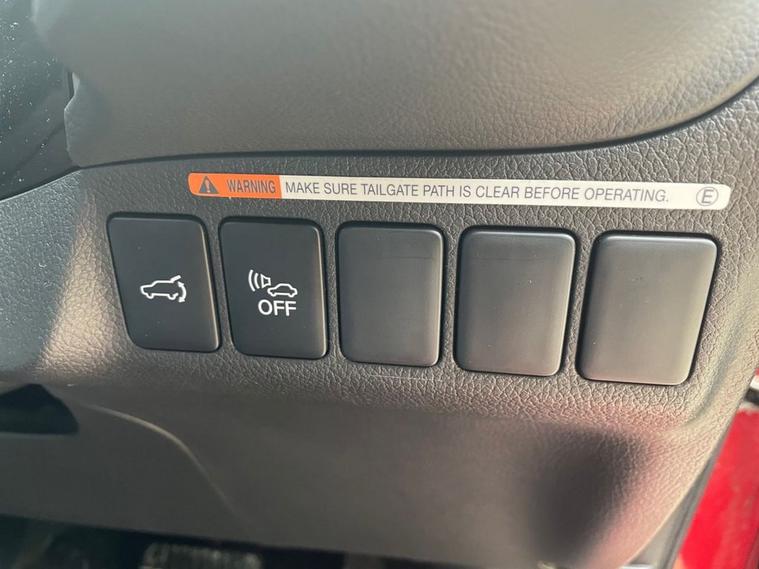 WARNING MAKE SURE TAILGATE PATH IS CLEAR BEFORE OPERATING. E
OFF